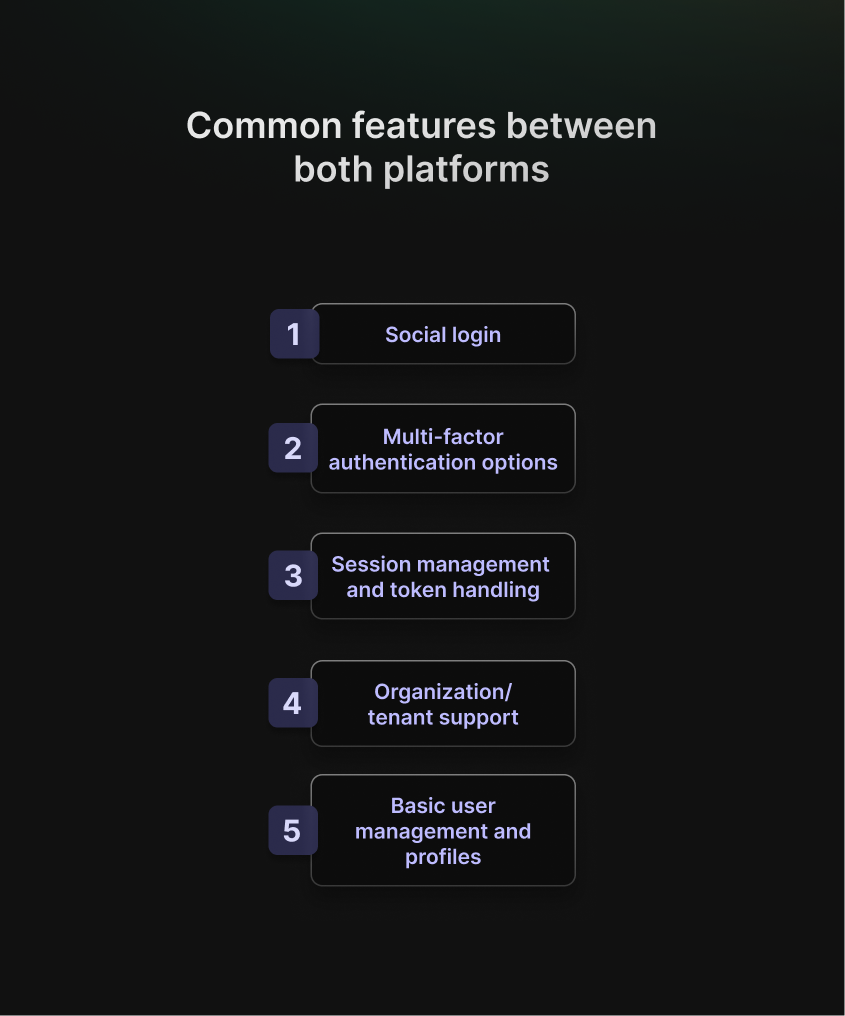 Common features between
both platforms
1
Social login
2
Multi-factor
authentication options
3
Session management
and token handling
4
Organization/
tenant support
5
Basic user
management and
profiles